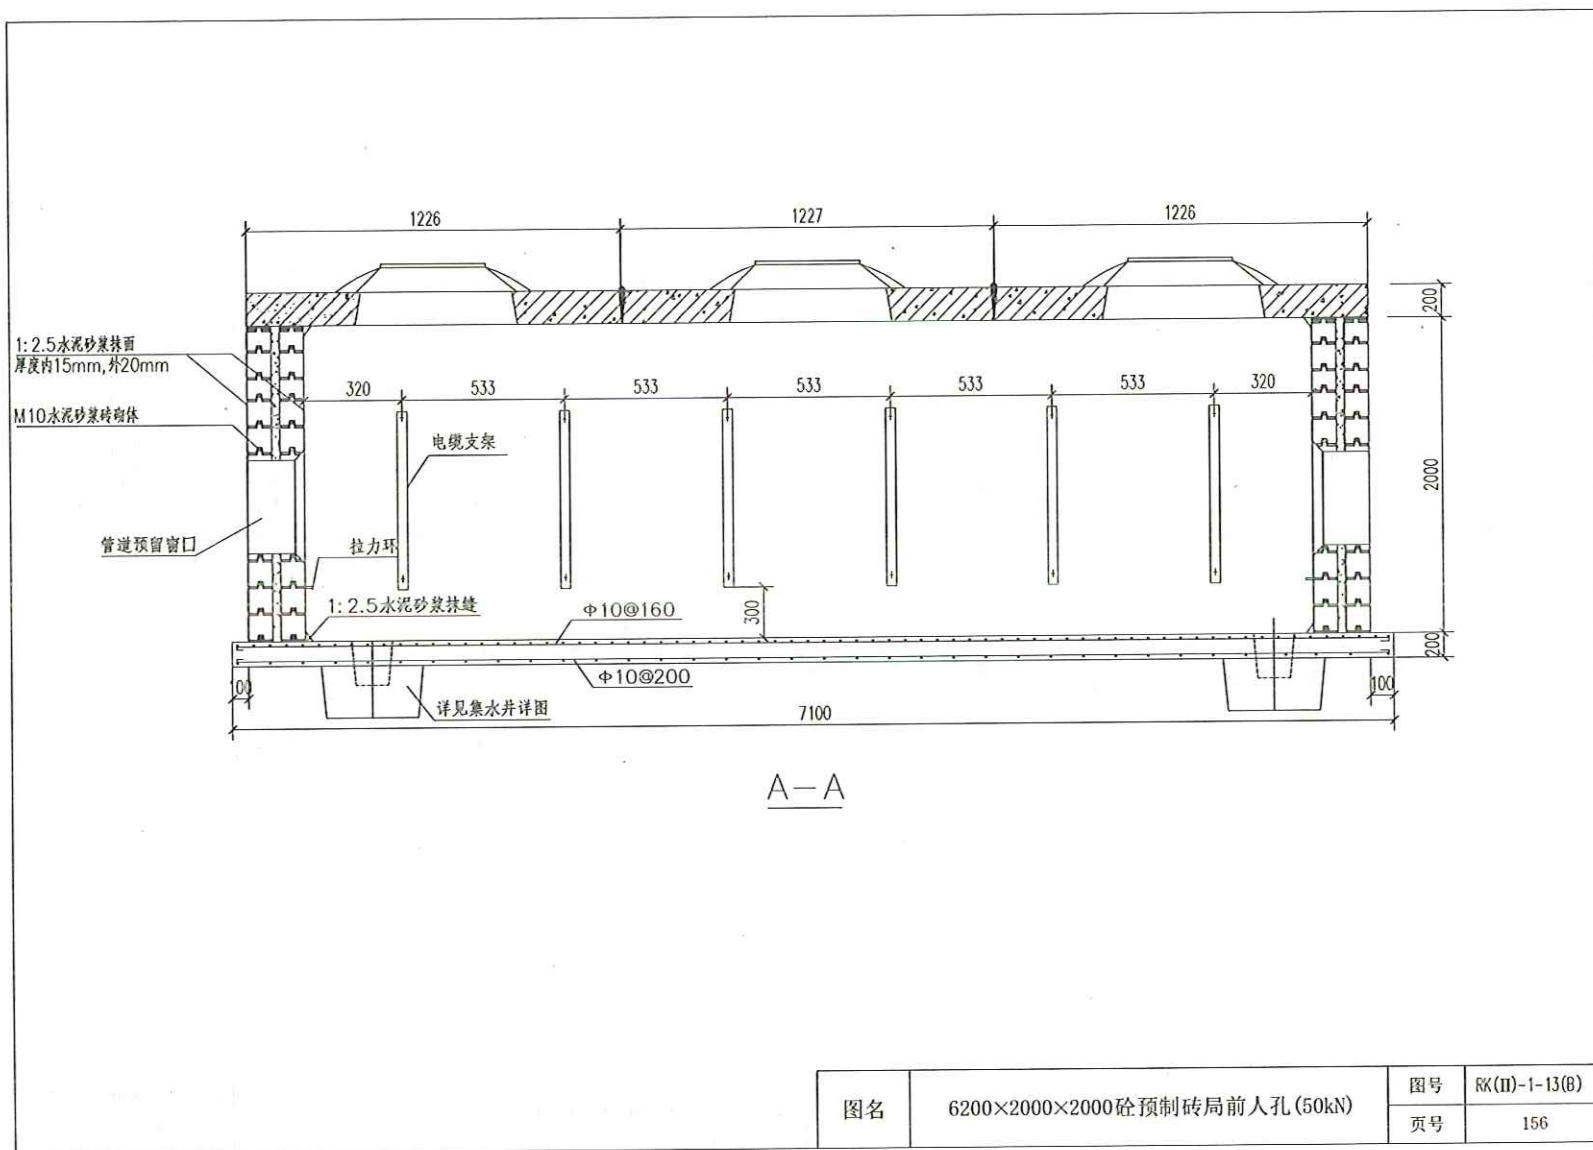 1226
1227
1226
200
1:2.5水泥砂浆抹面
厚度内15mm,外20mm
320
533
533
533
533
533
320
M10水泥砂浆砖砌体
电缆支架
2000
管道预留窗口
拉力环
1:2.5水泥砂浆抹缝
Φ10@160
300
200
Φ10@200
100
100
详见集水井详图
7100
A-A
图名
6200×2000×2000砼预制砖局前人孔(50kN)
图号
RK(II)-1-13(B)
页号
156